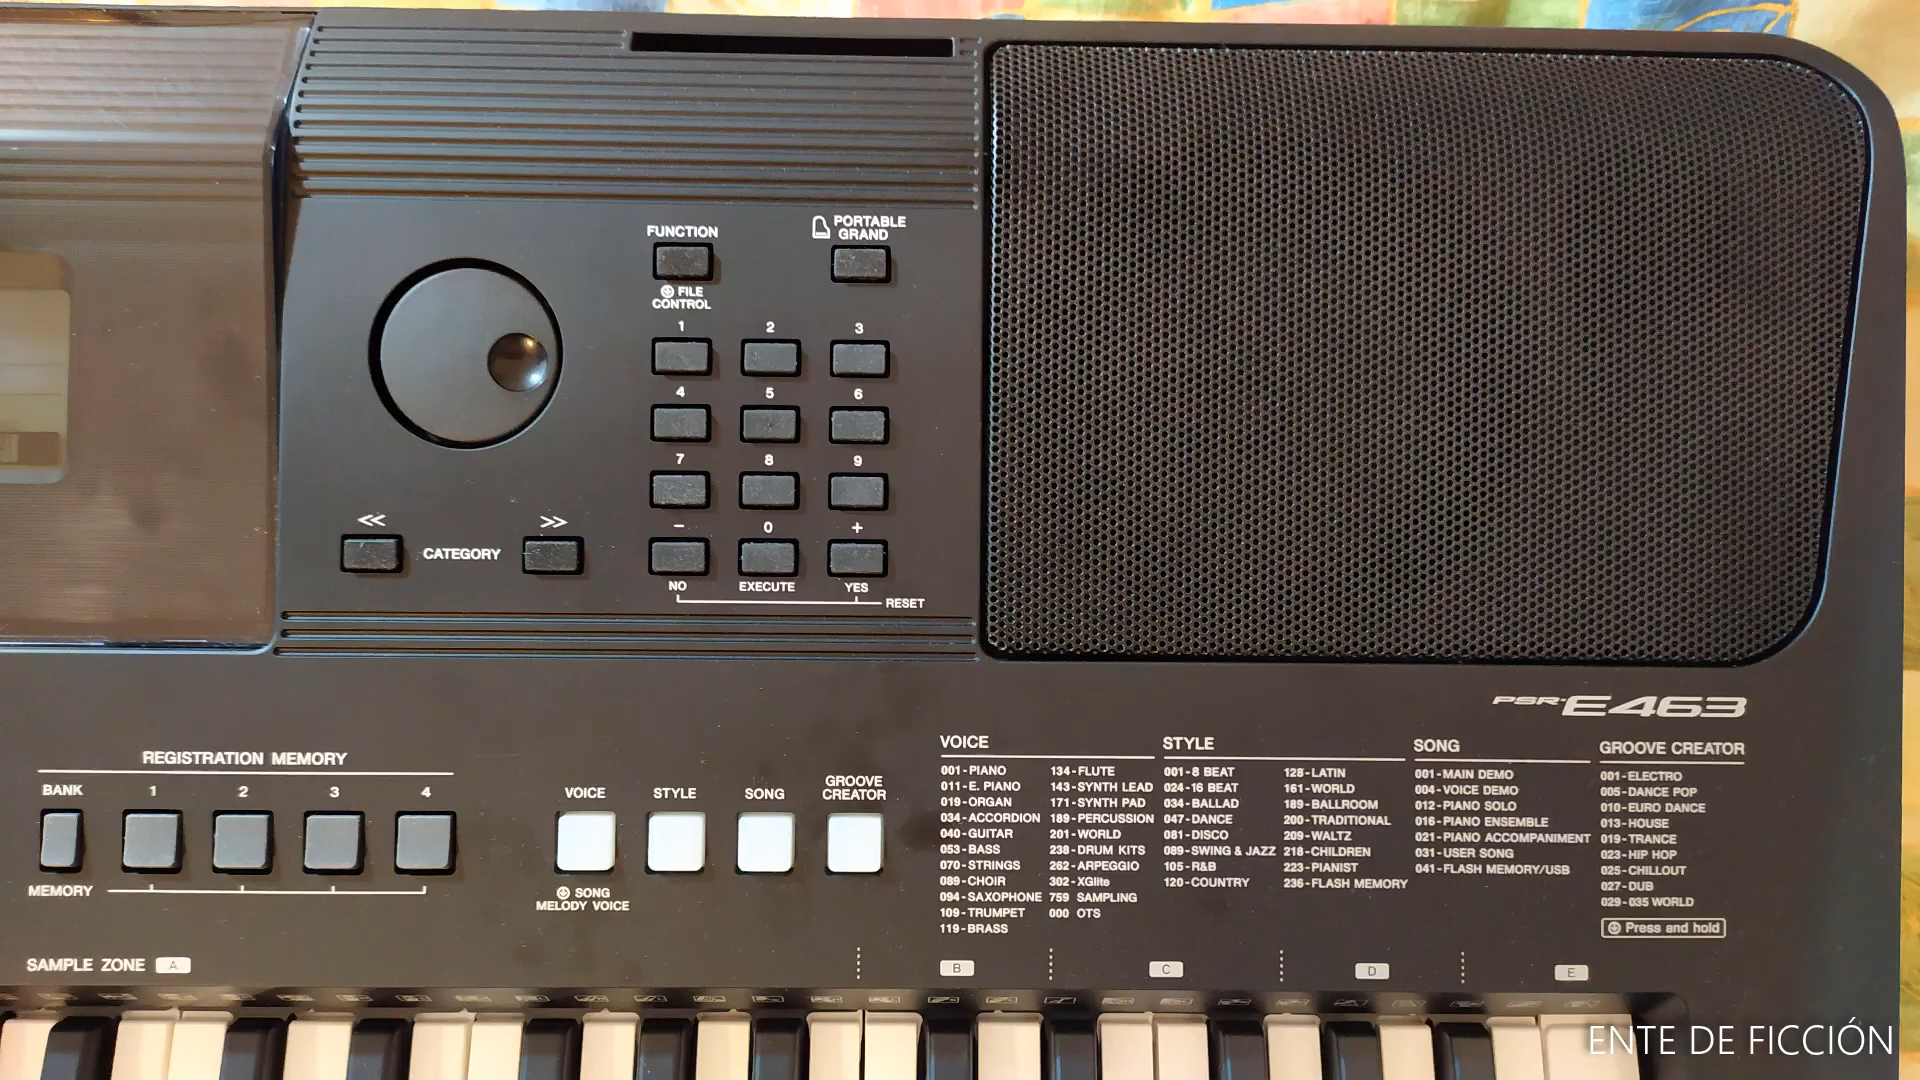 FUNCTION
PORTABLE
GRAND
FILE
CONTROL
1 2 3
4 5 6
7 8 9
- 0 +
NO EXECUTE YES
RESET
<< CATEGORY >>
PSR-E463
REGISTRATION MEMORY
BANK 1 2 3 4
MEMORY
VOICE STYLE SONG GROOVE
CREATOR
SONG
MELODY VOICE
VOICE
001-PIANO
011-E. PIANO
019-ORGAN
034-ACCORDION
040-GUITAR
053-BASS
070-STRINGS
089-CHOIR
094-SAXOPHONE
109-TRUMPET
119-BRASS
134-FLUTE
143-SYNTH LEAD
171-SYNTH PAD
189-PERCUSSION
201-WORLD
238-DRUM KITS
262-ARPEGGIO
302-XGlite
759 SAMPLING
000 OTS
STYLE
001-8 BEAT
024-16 BEAT
034-BALLAD
047-DANCE
081-DISCO
089-SWING & JAZZ
105-R&B
120-COUNTRY
128-LATIN
161-WORLD
189-BALLROOM
200-TRADITIONAL
209-WALTZ
218-CHILDREN
223-PIANIST
236-FLASH MEMORY
SONG
001-MAIN DEMO
004-VOICE DEMO
012-PIANO SOLO
016-PIANO ENSEMBLE
021-PIANO ACCOMPANIMENT
031-USER SONG
041-FLASH MEMORY/USB
GROOVE CREATOR
001-ELECTRO
005-DANCE POP
010-EURO DANCE
013-HOUSE
019-TRANCE
023-HIP HOP
025-CHILLOUT
027-DUB
029-035 WORLD
Press and hold
SAMPLE ZONE A B C D E
ENTE DE FICCIÓN